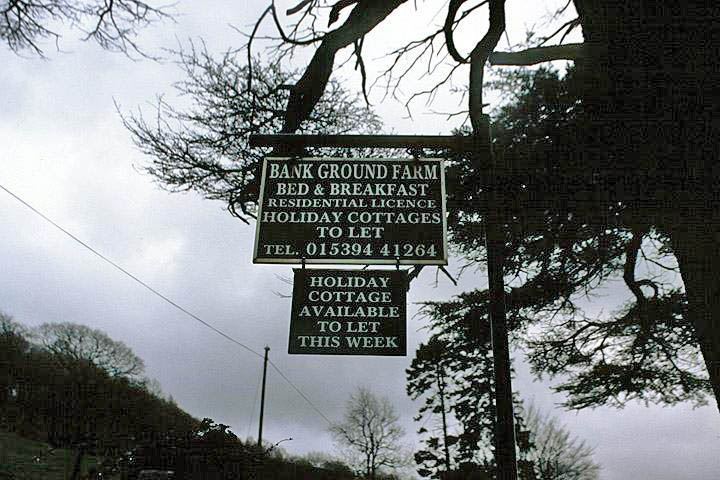 BANK GROUND FARM
BED & BREAKFAST
RESIDENTIAL LICENCE
HOLIDAY COTTAGES
TO LET
TEL. 015394 41264
HOLIDAY
COTTAGE
AVAILABLE
TO LET
THIS WEEK